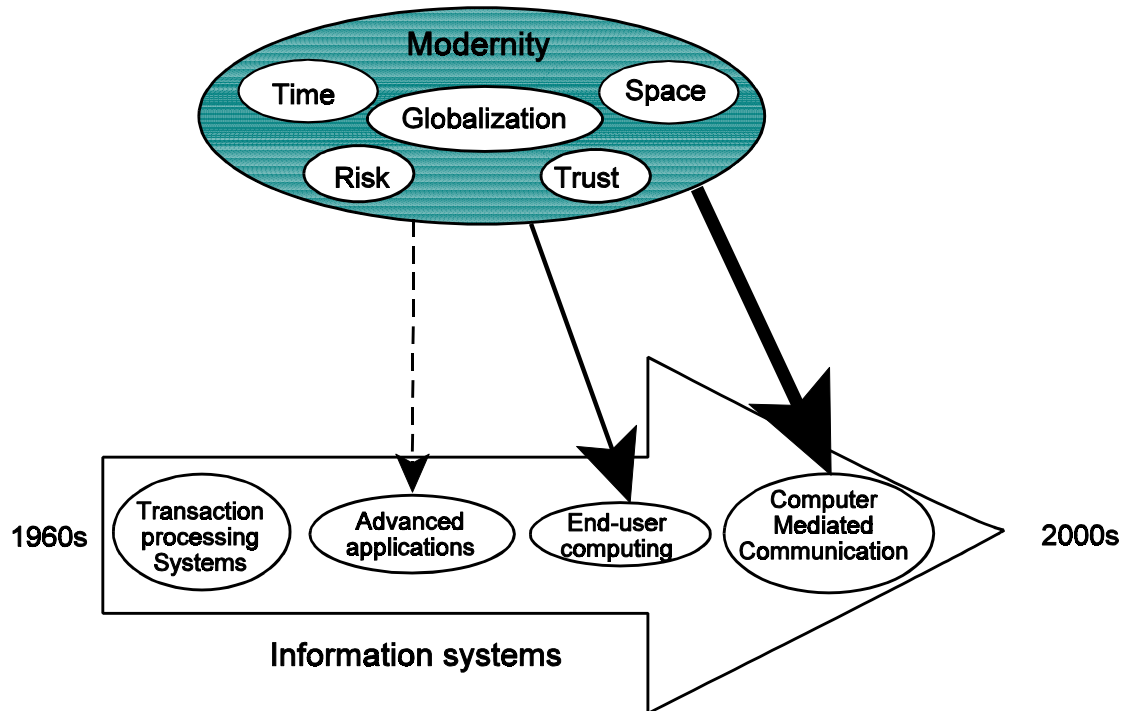 Modernity
Time
Space
Globalization
Risk
Trust
1960s
Transaction
processing
Systems
Advanced
applications
End-user
computing
Computer
Mediated
Communication
2000s
Information systems